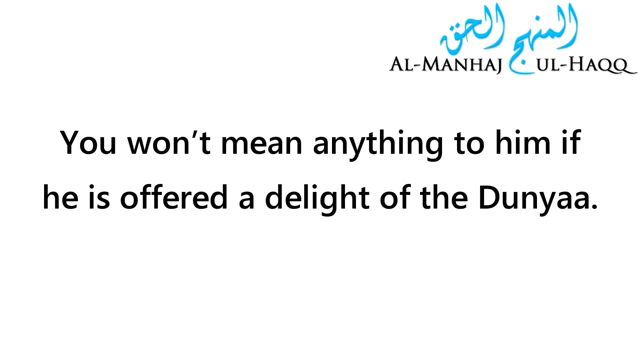 المنهج الحق
AL-MANHAJ UL-HAQQ
You won't mean anything to him if
he is offered a delight of the Dunyaa.